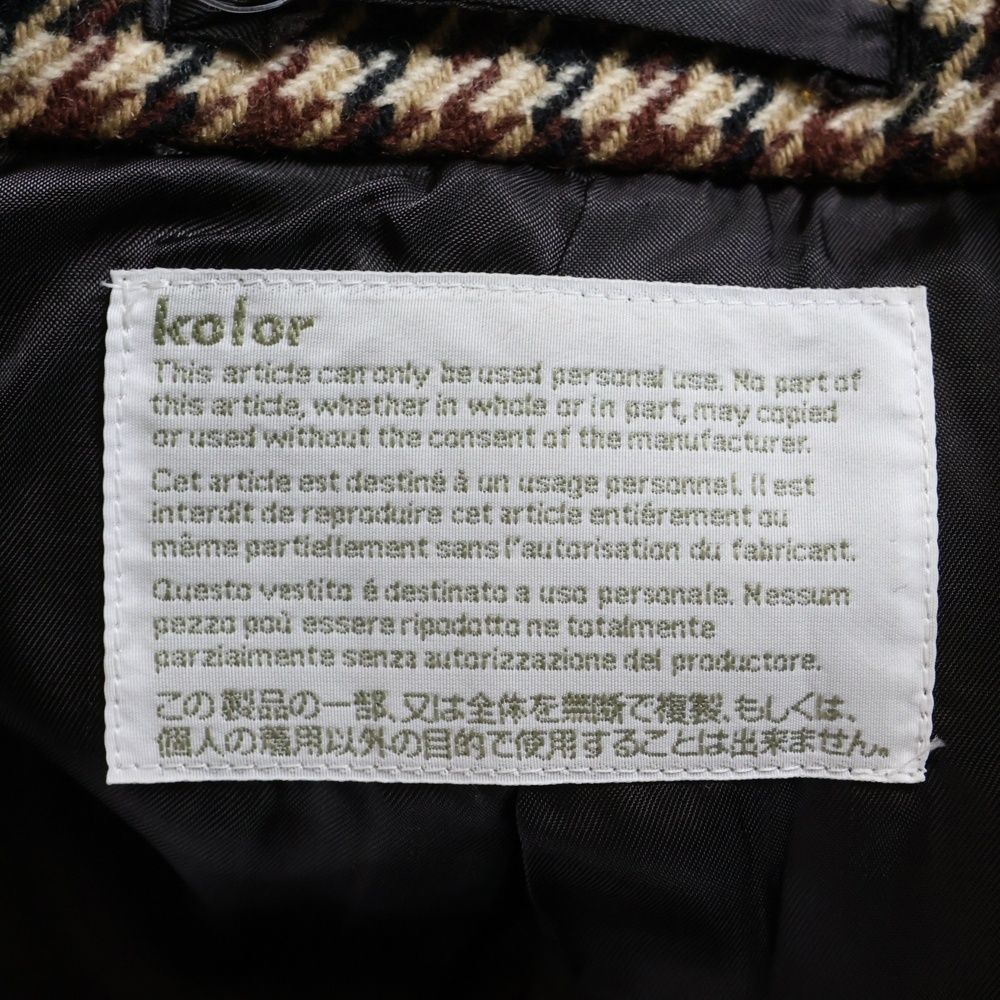 kolor
This article can only be used personal use. No part of
this article, whether in whole or in part, may copied
or used without the consent of the manufacturer.
Cet article est destiné à un usage personnel. Il est
interdit de reproduire cet article entiérement ou
même partiellement sans l'autorisation du fabricant.
Questo vestito é destinato a uso personale. Nessum
pezzo poù essere ripodotto ne totalmente
parziaimente senza autorizzazione del productore.
この製品の一部、又は全体を無断で複製、もしくは、
個人の着用以外の目的で使用することは出来ません。